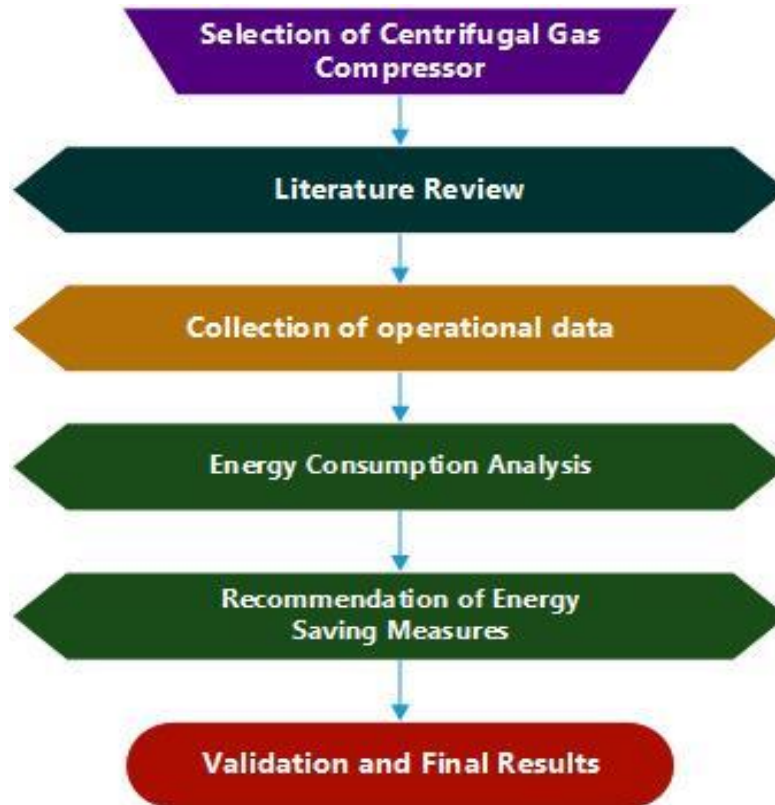 Selection of Centrifugal Gas
Compressor
Literature Review
Collection of operational data
Energy Consumption Analysis
Recommendation of Energy
Saving Measures
Validation and Final Results